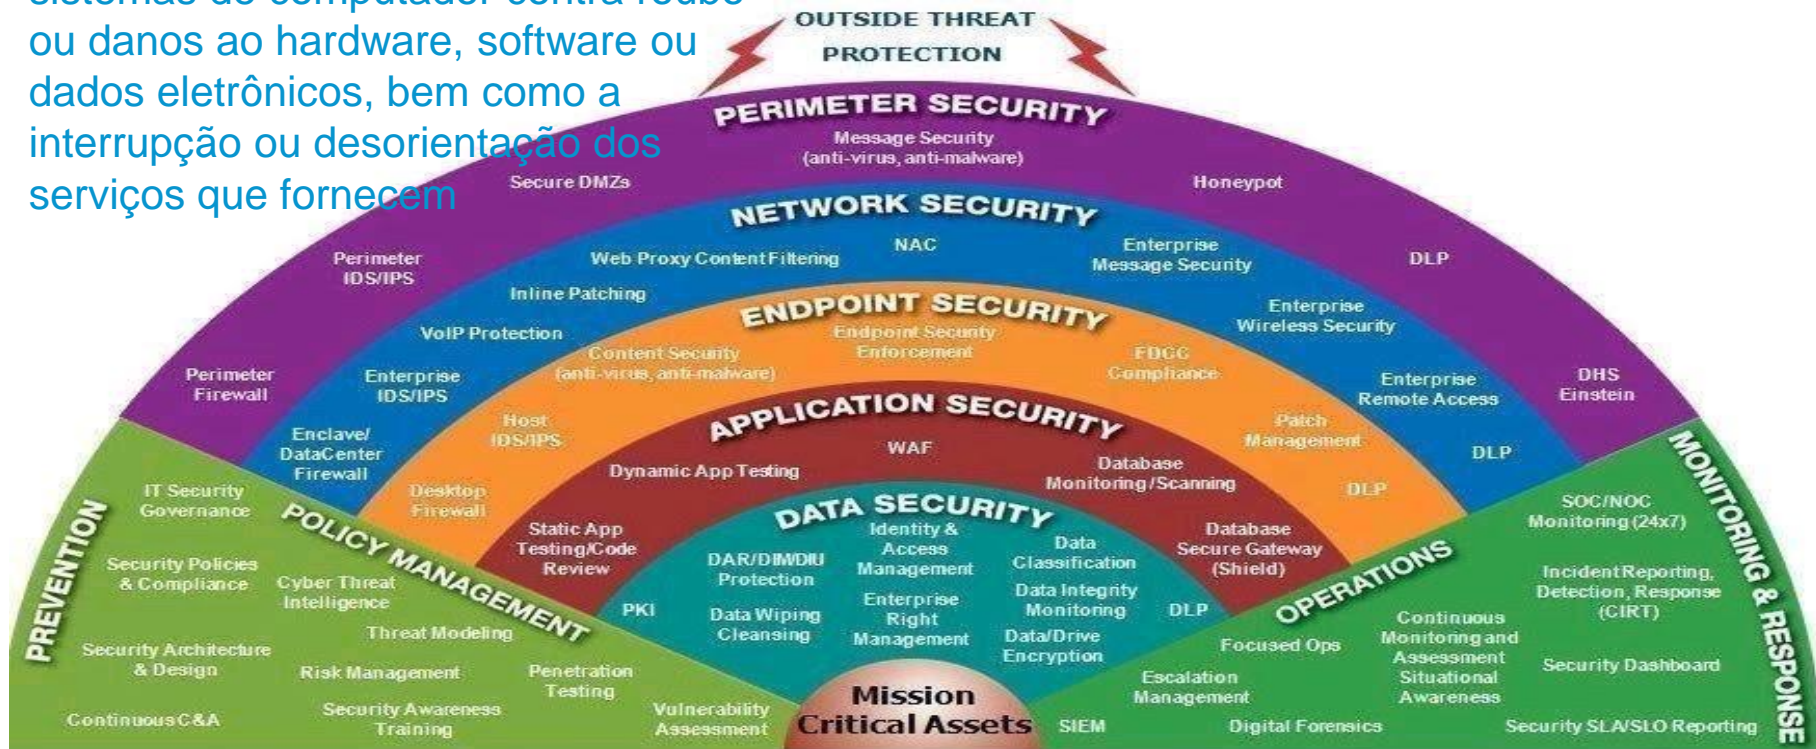 sistemas de computador contra roubo
ou danos ao hardware, software ou
dados eletrônicos, bem como a
interrupção ou desorientação dos
serviços que fornecem
OUTSIDE THREAT
PROTECTION
PERIMETER SECURITY
Message Security
(anti-virus, anti-malware)
Secure DMZs
Honeypot
Perimeter
IDS/IPS
DLP
Perimeter
Firewall
DHS
Einstein
NETWORK SECURITY
NAC
Web Proxy Content Filtering
Enterprise
Message Security
Inline Patching
Enterprise
Wireless Security
VoIP Protection
Enterprise
IDS/IPS
Enterprise
Remote Access
Enclave/
DataCenter
Firewall
DLP
ENDPOINT SECURITY
Endpoint Security
Enforcement
Content Security
(anti-virus, anti-malware)
FDCC
Compliance
Host
IDS/IPS
Patch
Management
Desktop
Firewall
DLP
APPLICATION SECURITY
WAF
Dynamic App Testing
Database
Monitoring/Scanning
Static App
Testing/Code
Review
Database
Secure Gateway
(Shield)
DATA SECURITY
Identity &
Access
Management
DAR/DIM/DIU
Protection
Data
Classification
PKI
Data Wiping
Cleansing
Enterprise
Right
Management
Data Integrity
Monitoring
DLP
Data/Drive
Encryption
Mission
Critical Assets
PREVENTION
POLICY MANAGEMENT
IT Security
Governance
Security Policies
& Compliance
Cyber Threat
Intelligence
Threat Modeling
Security Architecture
& Design
Risk Management
Penetration
Testing
Continuous C&A
Security Awareness
Training
Vulnerability
Assessment
OPERATIONS
MONITORING & RESPONSE
SOC/NOC
Monitoring (24x7)
Incident Reporting,
Detection, Response
(CIRT)
Focused Ops
Continuous
Monitoring and
Assessment
Situational
Awareness
Security Dashboard
Escalation
Management
SIEM
Digital Forensics
Security SLA/SLO Reporting